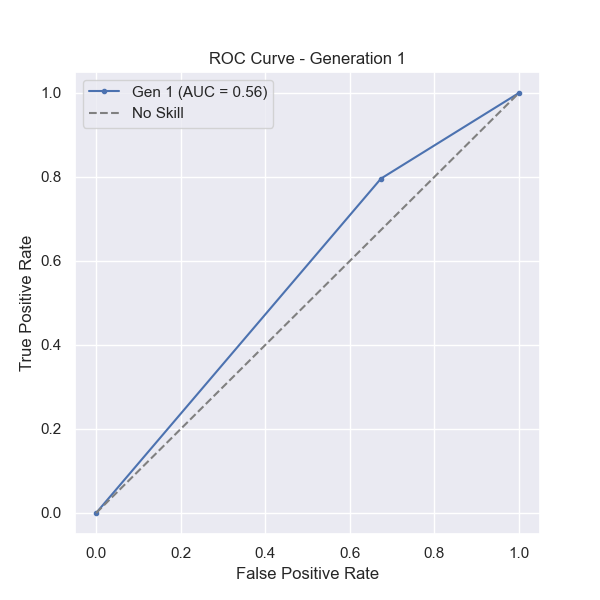 ROC Curve - Generation 1
Gen 1 (AUC = 0.56)
No Skill
1.0
0.8
0.6
0.4
0.2
0.0
True Positive Rate
0.0 0.2 0.4 0.6 0.8 1.0
False Positive Rate